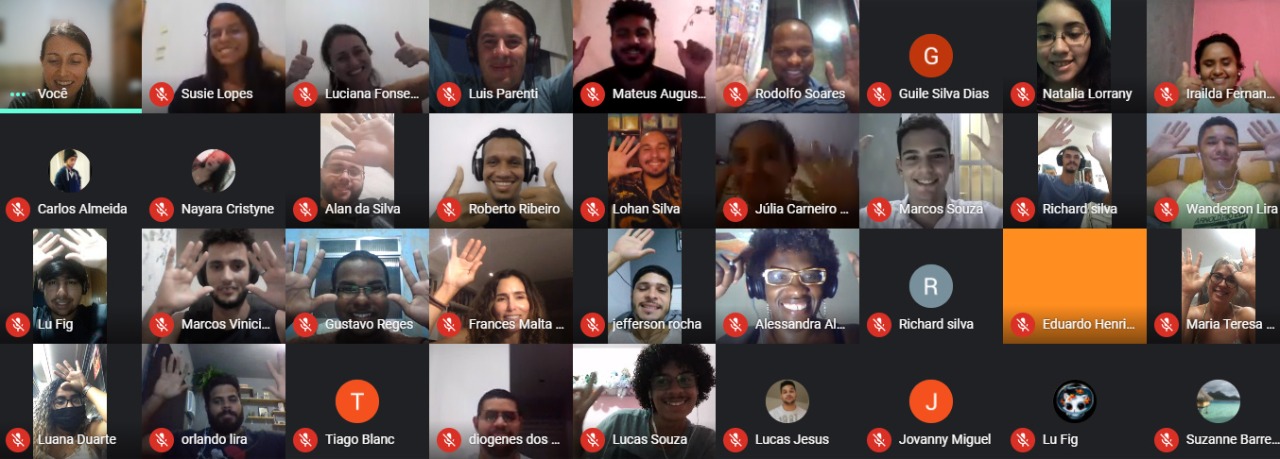 Você
Susie Lopes
Luciana Fonse...
Luis Parenti
Mateus Augus...
Rodolfo Soares
G
Guile Silva Dias
Natalia Lorrany
Irailda Fernan...
Carlos Almeida
Nayara Cristyne
Alan da Silva
Roberto Ribeiro
Lohan Silva
Júlia Carneiro ...
Marcos Souza
Richard silva
Wanderson Lira
Lu Fig
Marcos Vinici...
Gustavo Reges
Frances Malta ...
jefferson rocha
Alessandra Al...
R
Richard silva
Eduardo Henri...
Maria Teresa ...
Luana Duarte
orlando lira
T
Tiago Blanc
diogenes dos ...
Lucas Souza
Lucas Jesus
J
Jovanny Miguel
Lu Fig
Suzanne Barre...